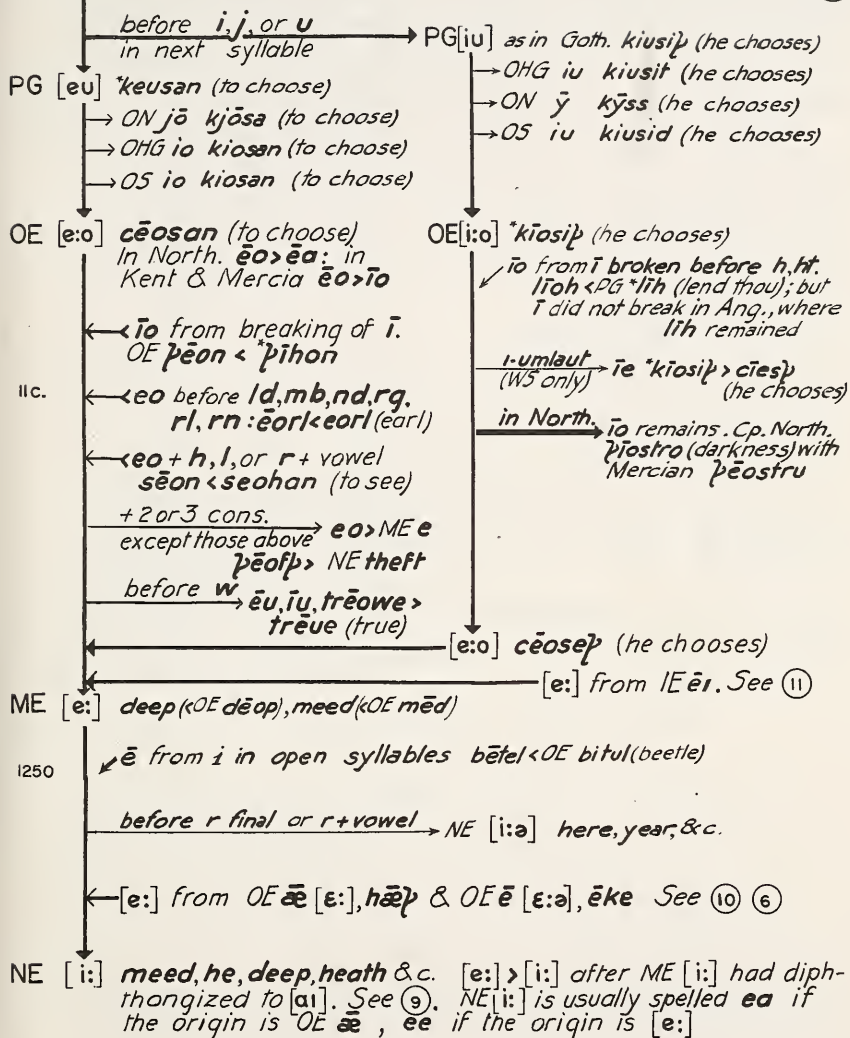 before i, j, or u
in next syllable
PG[iu] as in Goth. kiusiþ (he chooses)
→OHG iu kiusit (he chooses)
→ON ȳ kȳss (he chooses)
→OS iu kiusid (he chooses)
PG [eu] *keusan (to choose)
→ON jō kjōsa (to choose)
→OHG io kiosan (to choose)
→OS io kiosan (to choose)
OE [e:o] cēosan (to choose)
In North. ēo>ēa: in
Kent & Mercia ēo>īo
<īo from breaking of ī.
OE þēon < *þīhon
11c.
<eo before ld, mb, nd, rg,
rl, rn: ēorl<eorl (earl)
<eo + h, l, or r + vowel
sēon < seohan (to see)
+ 2 or 3 cons.
except those above
eo>ME e
þēofþ> NE theft
before w
ēu, īu, trēowe>
trēue (true)
OE[i:o] *kīosiþ (he chooses)
īo from ī broken before h, ht.
līoh <PG *līh (lend thou); but
ī did not break in Ang., where
līh remained
i-umlaut
(WS only)
īe *kīosiþ > cīesþ
(he chooses)
in North.
īo remains. Cp. North.
þīostro (darkness) with
Mercian þēostru
[e:o] cēoseþ (he chooses)
[e:] from IE ēi. See ⑪
ME [e:] deep (<OE dēop), meed (<OE mēd)
1250
ē from i in open syllables bētel<OE bitul (beetle)
before r final or r + vowel
NE [i:ə] here, year, &c.
[e:] from OE ǣ [ɛ:], hǣþ & OE ē [ɛ:ə], ēke See ⑩ ⑥
NE [i:] meed, he, deep, heath &c. [e:] > [i:] after ME [i:] had diph-
thongized to [aɪ]. See ⑨. NE[i:] is usually spelled ea if
the origin is OE ǣ, ee if the origin is [e:]